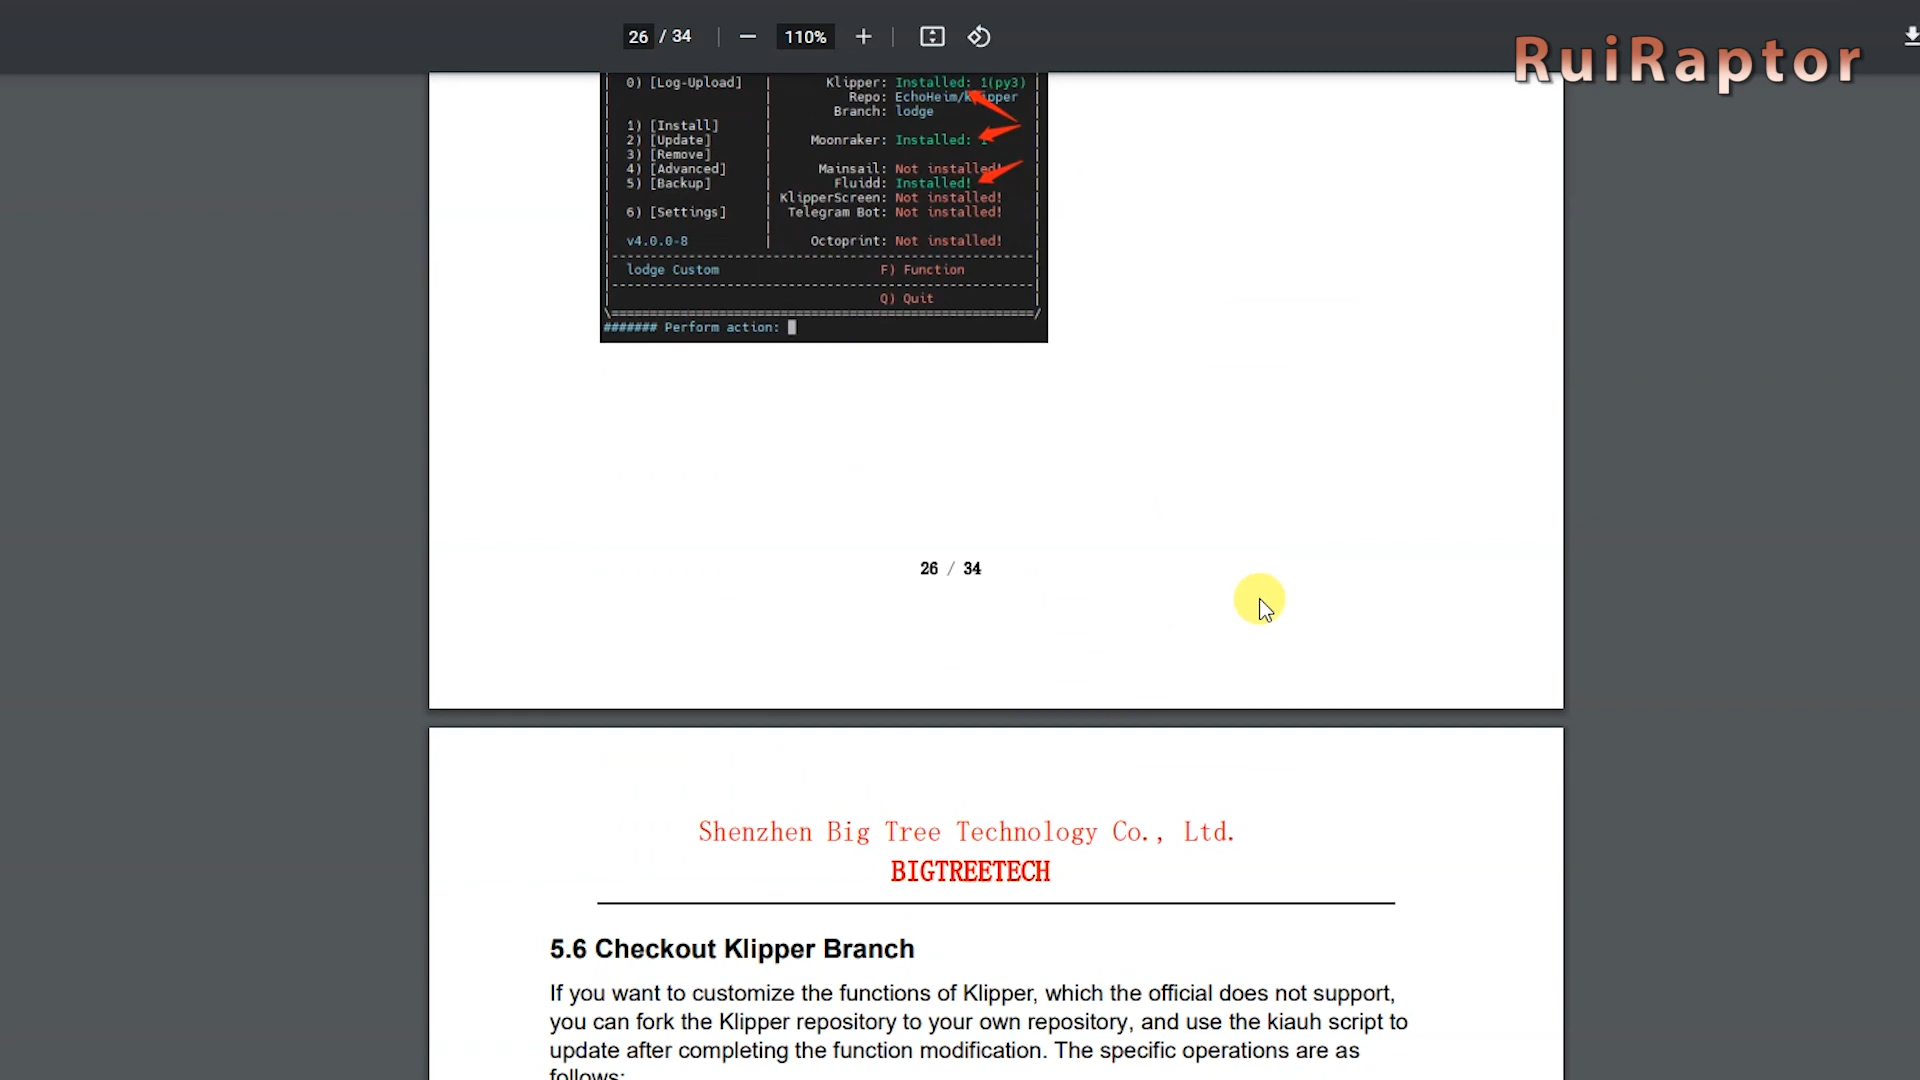 26 / 34 110%
RuiRaptor
0) [Log-Upload] Klipper: Installed: 1(py3)
Repo: EchoHeim/klipper
Branch: lodge
1) [Install]
2) [Update] Moonraker: Installed: 1
3) [Remove]
4) [Advanced] Mainsail: Not installed!
5) [Backup] Fluidd: Installed!
KlipperScreen: Not installed!
6) [Settings] Telegram Bot: Not installed!
v4.0.0-8 Octoprint: Not installed!
lodge Custom F) Function
Q) Quit
####### Perform action:
26 / 34
Shenzhen Big Tree Technology Co., Ltd.
BIGTREETECH
5.6 Checkout Klipper Branch
If you want to customize the functions of Klipper, which the official does not support,
you can fork the Klipper repository to your own repository, and use the kiauh script to
update after completing the function modification. The specific operations are as
follows: